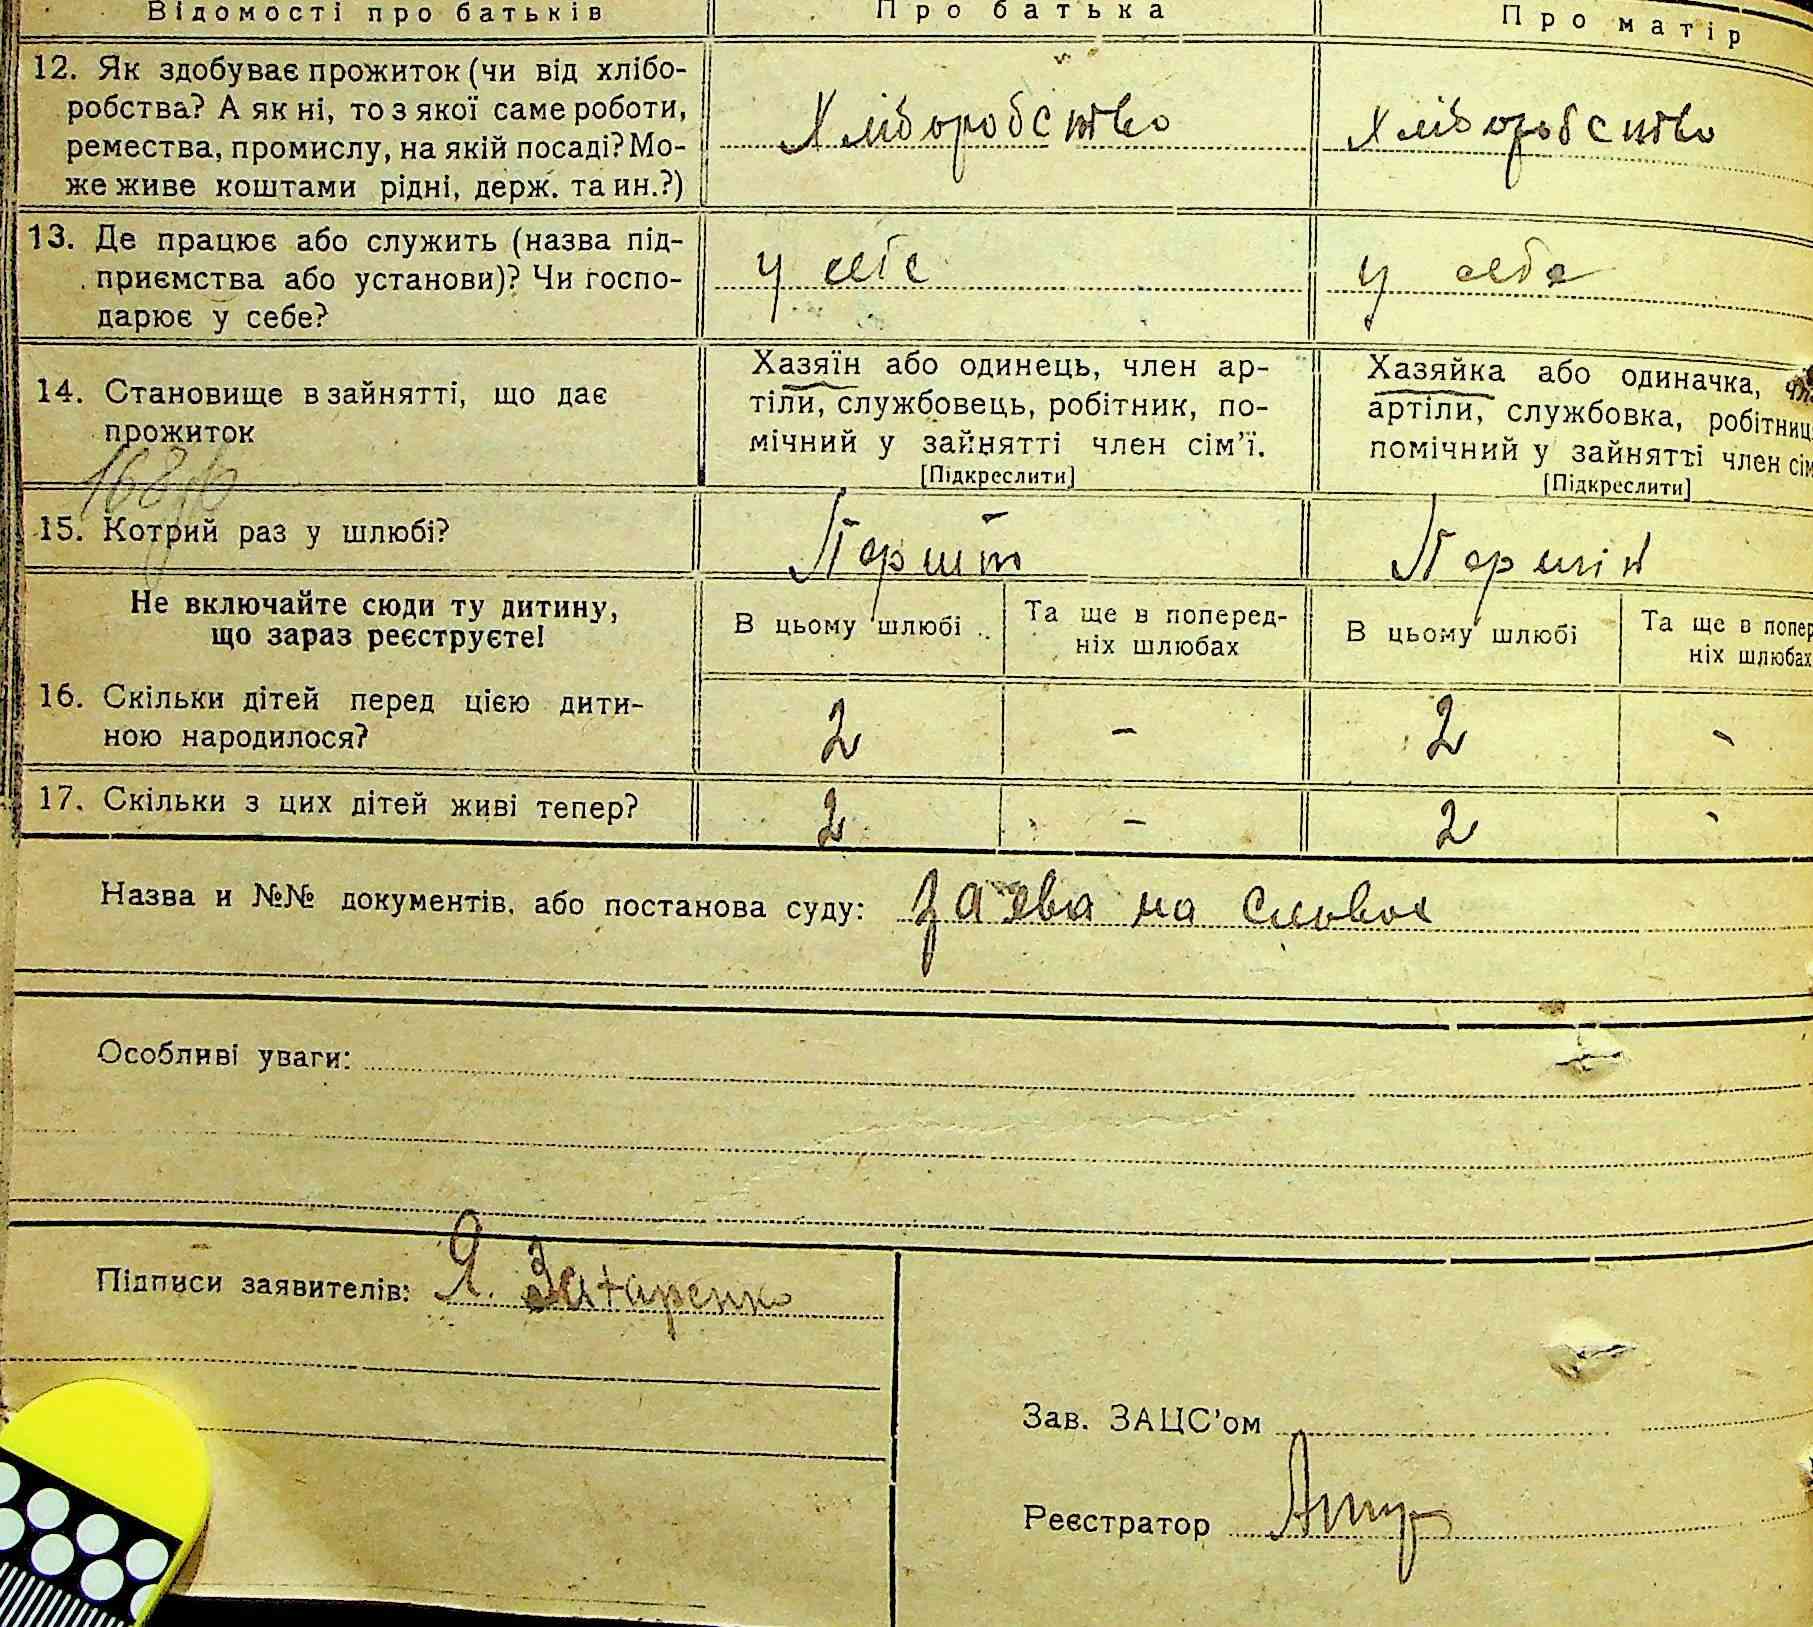 Відомості про батьків Про батька Про матір
12. Як здобуває прожиток (чи від хлібо-
робства? А як ні, то з якої саме роботи,
ремества, промислу, на якій посаді? Мо-
же живе коштами рідні, держ. та ин.?)
Хліборобство Хліборобство
13. Де працює або служить (назва під-
приємства або установи)? Чи госпо-
дарює у себе?
у себе у себе
14. Становище в зайнятті, що дає
прожиток
Хазяїн або одинець, член ар-
тіли, службовець, робітник, по-
мічний у зайнятті член сім'ї.
[Підкреслити]
Хазяйка або одиначка,
артіли, службовка, робітниц
помічний у зайнятті член сім
[Підкреслити]
15. Котрий раз у шлюбі?
Не включайте сюди ту дитину,
що зараз реєструєте!
В цьому шлюбі Та ще в поперед-
ніх шлюбах
В цьому шлюбі Та ще в попер
ніх шлюбах
16. Скільки дітей перед цією дити-
ною народилося?
2 - 2 -
17. Скільки з цих дітей живі тепер?
2 - 2 -
Назва и №№ документів, або постанова суду: заява на словах
Особливі уваги:
Підписи заявителів: Я. Затаренко
Зав. ЗАЦС'ом
Реєстратор